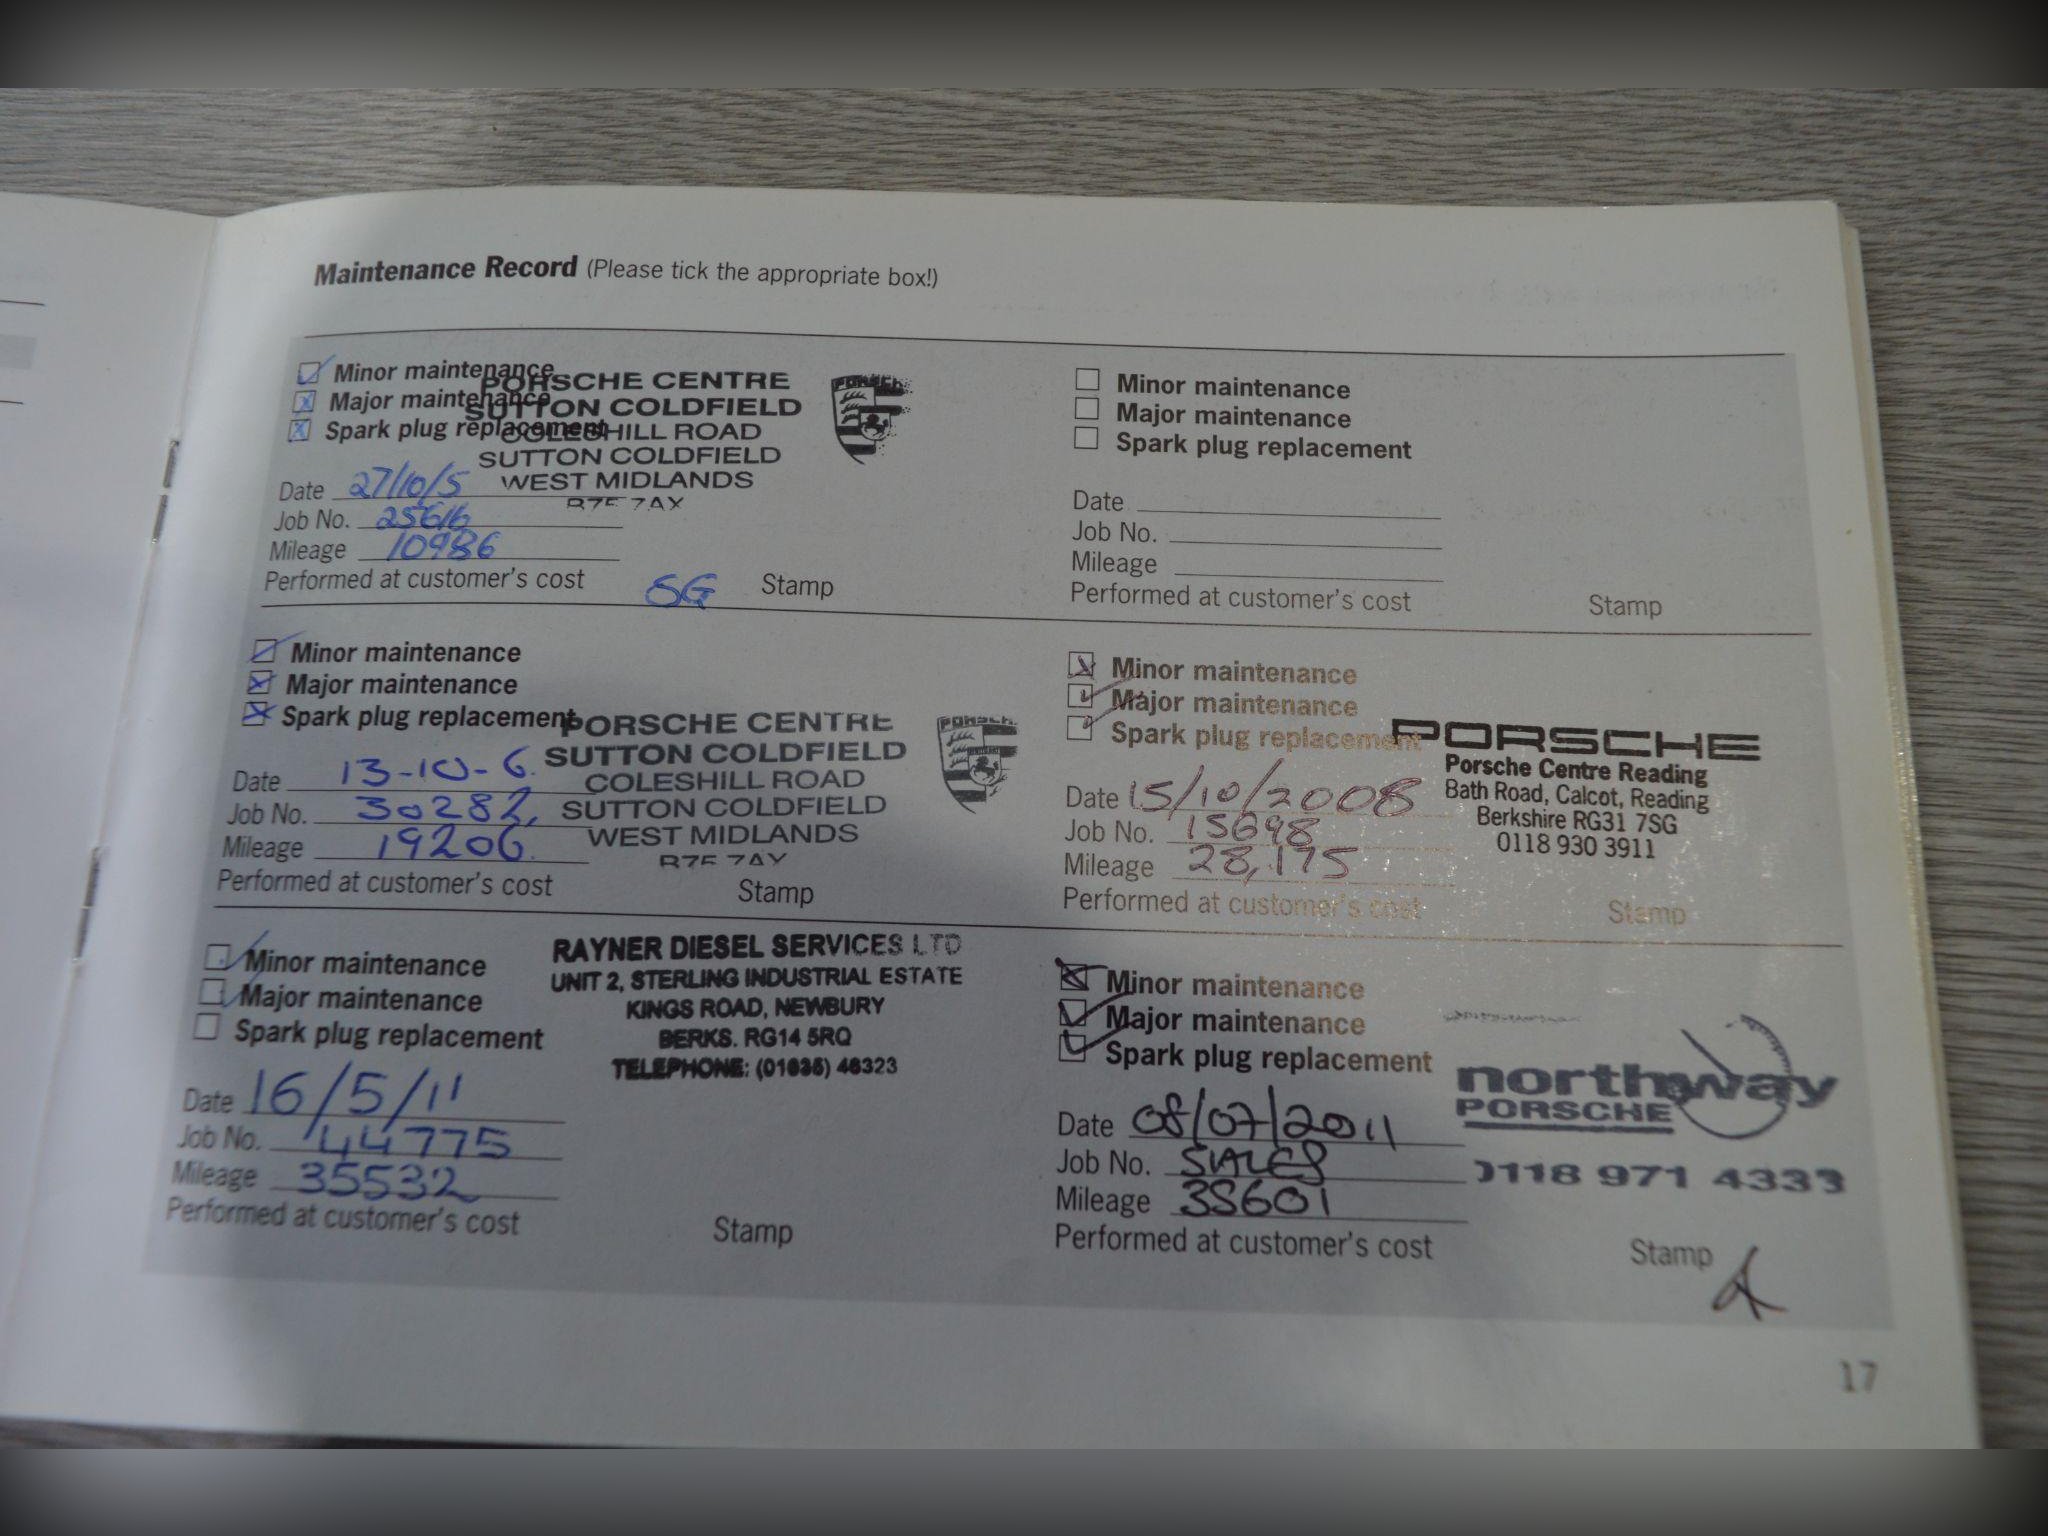 Maintenance Record (Please tick the appropriate box!)
Minor maintenance
Major maintenance
Spark plug replacement
PORSCHE CENTRE
SUTTON COLDFIELD
COLESHILL ROAD
SUTTON COLDFIELD
WEST MIDLANDS
B75 7AX
PORSCHE
Date 27/10/5
Job No. 25616
Mileage 10986
Performed at customer's cost
SG
Stamp
Minor maintenance
Major maintenance
Spark plug replacement
Date
Job No.
Mileage
Performed at customer's cost
Stamp
Minor maintenance
Major maintenance
Spark plug replacement
PORSCHE CENTRE
SUTTON COLDFIELD
COLESHILL ROAD
SUTTON COLDFIELD
WEST MIDLANDS
B75 7AY
PORSCHE
Date 13-10-6.
Job No. 30282,
Mileage 19206.
Performed at customer's cost
Stamp
Minor maintenance
Major maintenance
Spark plug replacement
PORSCHE
Porsche Centre Reading
Bath Road, Calcot, Reading
Berkshire RG31 7SG
0118 930 3911
Date 15/10/2008
Job No. 15698
Mileage 28,175
Performed at customer's cost
Stamp
Minor maintenance
Major maintenance
Spark plug replacement
RAYNER DIESEL SERVICES LTD
UNIT 2, STERLING INDUSTRIAL ESTATE
KINGS ROAD, NEWBURY
BERKS. RG14 5RQ
TELEPHONE: (01635) 46323
Date 16/5/11
Job No. 44775
Mileage 35532
Performed at customer's cost
Stamp
Minor maintenance
Major maintenance
Spark plug replacement
northway
PORSCHE
0118 971 4333
Date 08/07/2011
Job No. SALES
Mileage 35601
Performed at customer's cost
Stamp
17